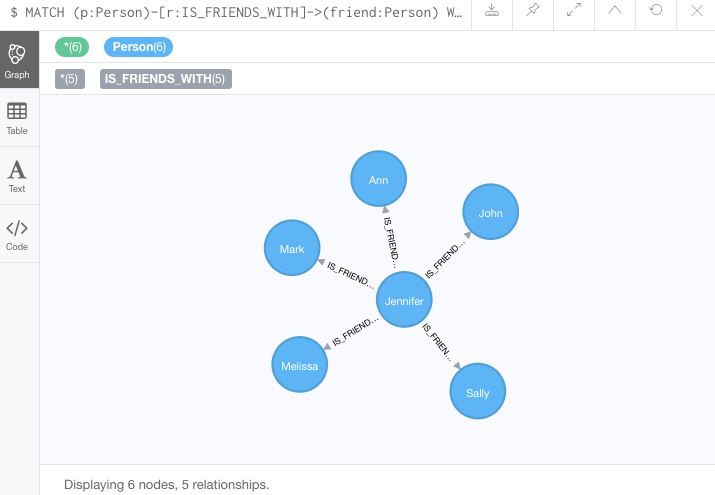 $ MATCH (p:Person)-[r:IS_FRIENDS_WITH]->(friend:Person) W…
Graph
*(6) Person(6)
*(5) IS_FRIENDS_WITH(5)
Table
Text
Code
Ann
John
Mark
Jennifer
Melissa
Sally
IS_FRIEND…
IS_FRIEND…
IS_FRIEND…
IS_FRIEND…
IS_FRIEN…
Displaying 6 nodes, 5 relationships.